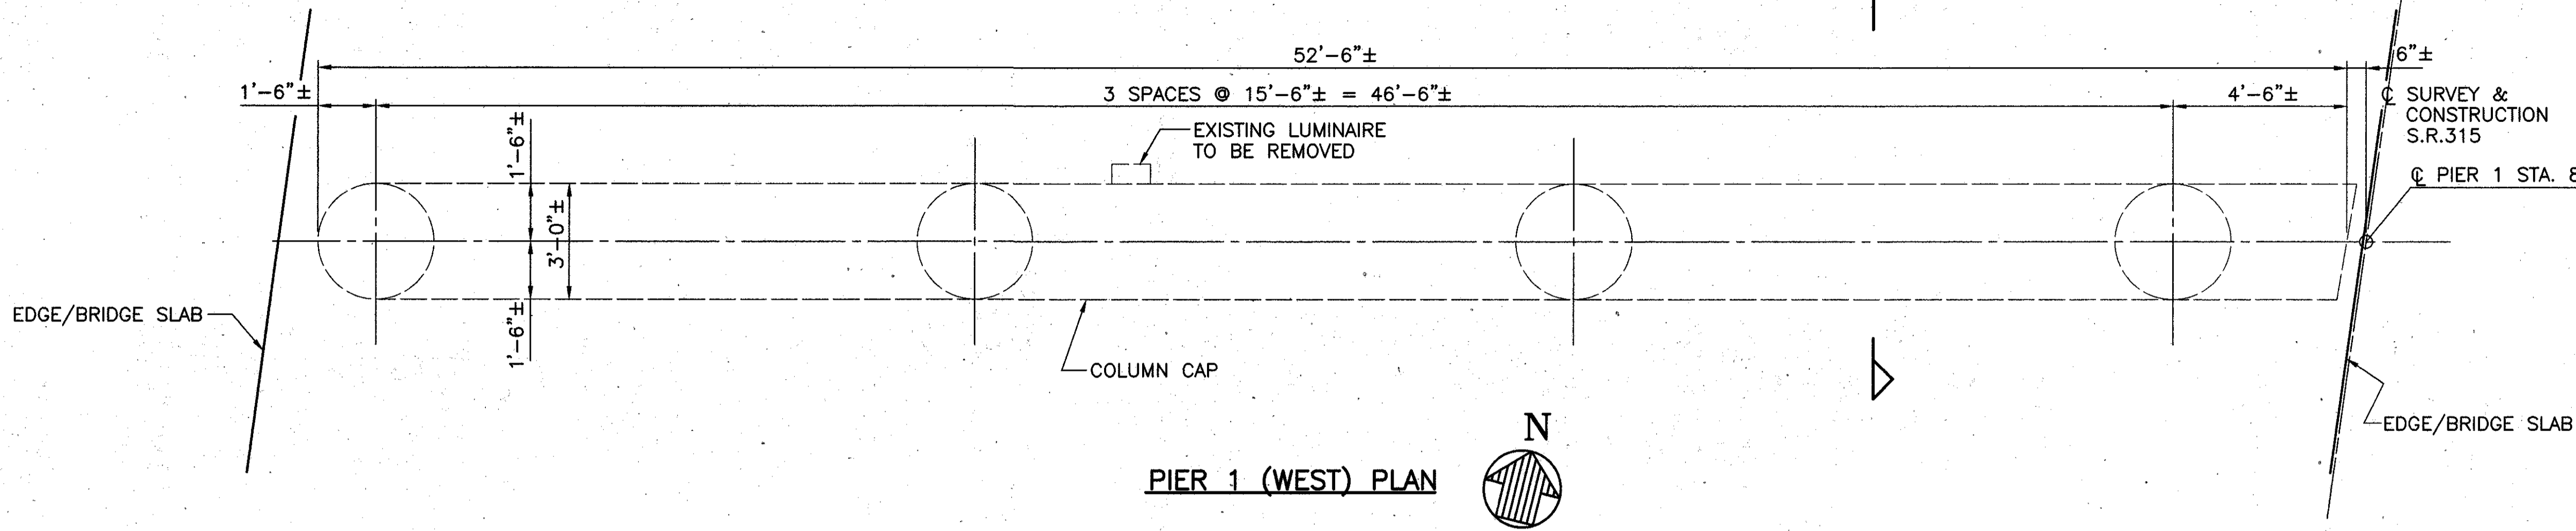 52'-6"±
6"±
1'-6"±
3 SPACES @ 15'-6"± = 46'-6"±
4'-6"±
℄ SURVEY &
CONSTRUCTION
S.R.315
EXISTING LUMINAIRE
TO BE REMOVED
1'-6"±
℄ PIER 1 STA. 8
3'-0"±
1'-6"±
EDGE/BRIDGE SLAB
COLUMN CAP
EDGE/BRIDGE SLAB
N
PIER 1 (WEST) PLAN